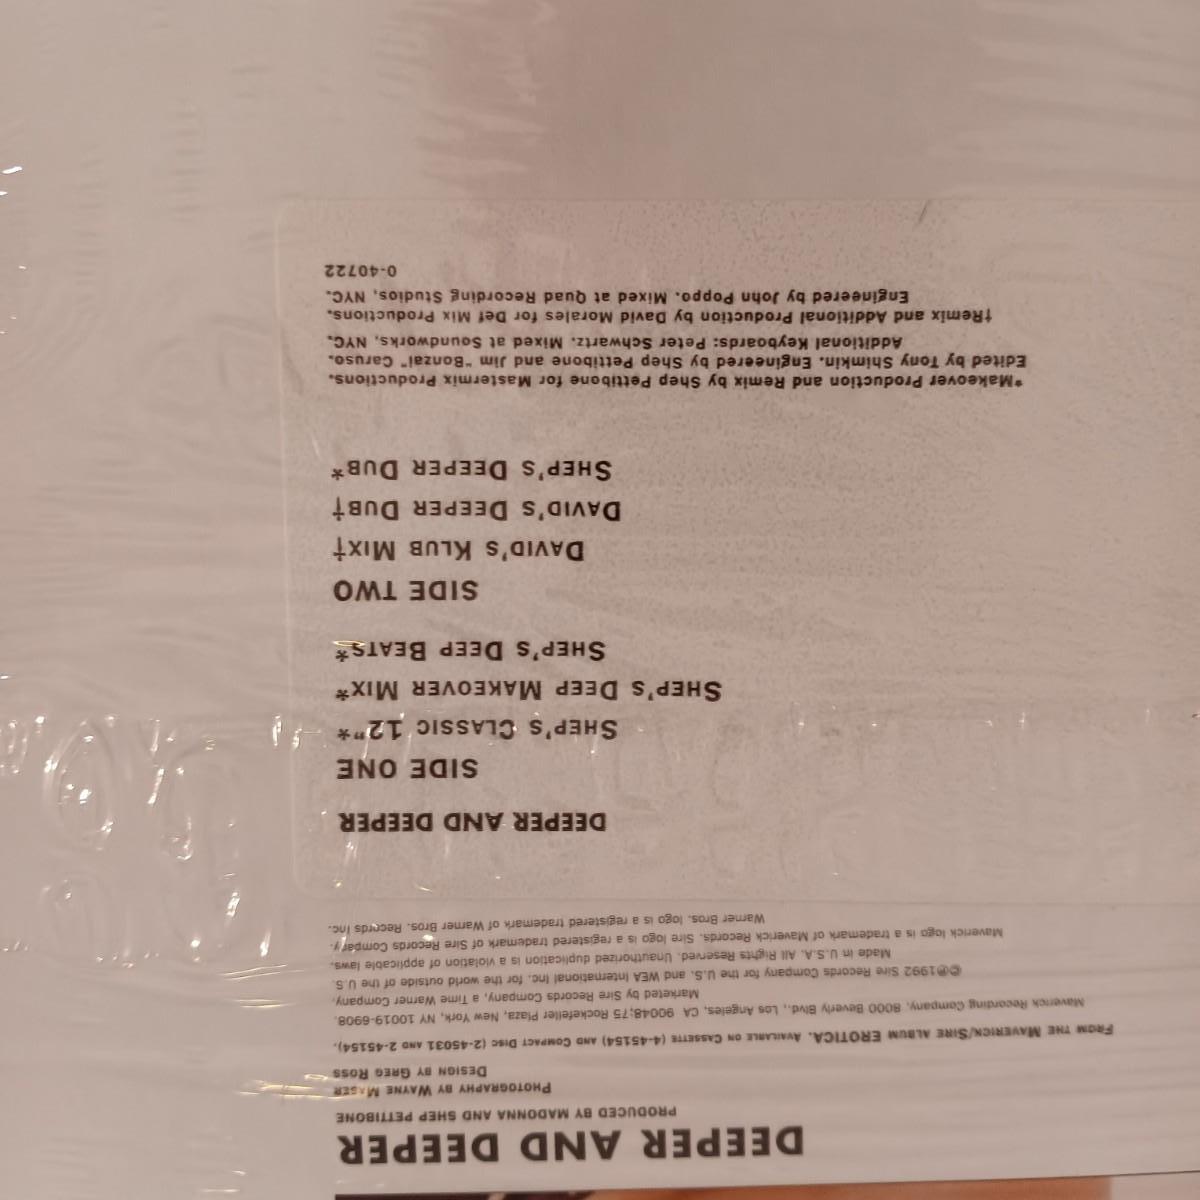 DEEPER AND DEEPER
PRODUCED BY MADONNA AND SHEP PETTIBONE
PHOTOGRAPHY BY WAYNE MASER
DESIGN BY GREG ROSS
FROM THE MAVERICK/SIRE ALBUM EROTICA. AVAILABLE ON CASSETTE (4-45154) AND COMPACT DISC (2-45031 AND 2-45154).
Maverick Recording Company, 8000 Beverly Blvd., Los Angeles, CA 90048;75 Rockefeller Plaza, New York, NY 10019-6908.
Marketed by Sire Records Company, a Time Warner Company.
©℗1992 Sire Records Company for the U.S. and WEA International Inc. for the world outside of the U.S.
Made in U.S.A. All Rights Reserved. Unauthorized duplication is a violation of applicable laws.
Maverick logo is a trademark of Maverick Records. Sire logo is a registered trademark of Sire Records Company.
Warner Bros. logo is a registered trademark of Warner Bros. Records Inc.
DEEPER AND DEEPER
SIDE ONE
SHEP'S CLASSIC 12"*
SHEP'S DEEP MAKEOVER MIX*
SHEP'S DEEP BEATS*
SIDE TWO
DAVID'S KLUB MIX†
DAVID'S DEEPER DUB†
SHEP'S DEEPER DUB*
*Makeover Production and Remix by Shep Pettibone for Mastermix Productions.
Edited by Tony Shimkin. Engineered by Shep Pettibone and Jim "Bonzai" Caruso.
Additional Keyboards: Peter Schwartz. Mixed at Soundworks, NYC.
†Remix and Additional Production by David Morales for Def Mix Productions.
Engineered by John Poppo. Mixed at Quad Recording Studios, NYC.
0-40722